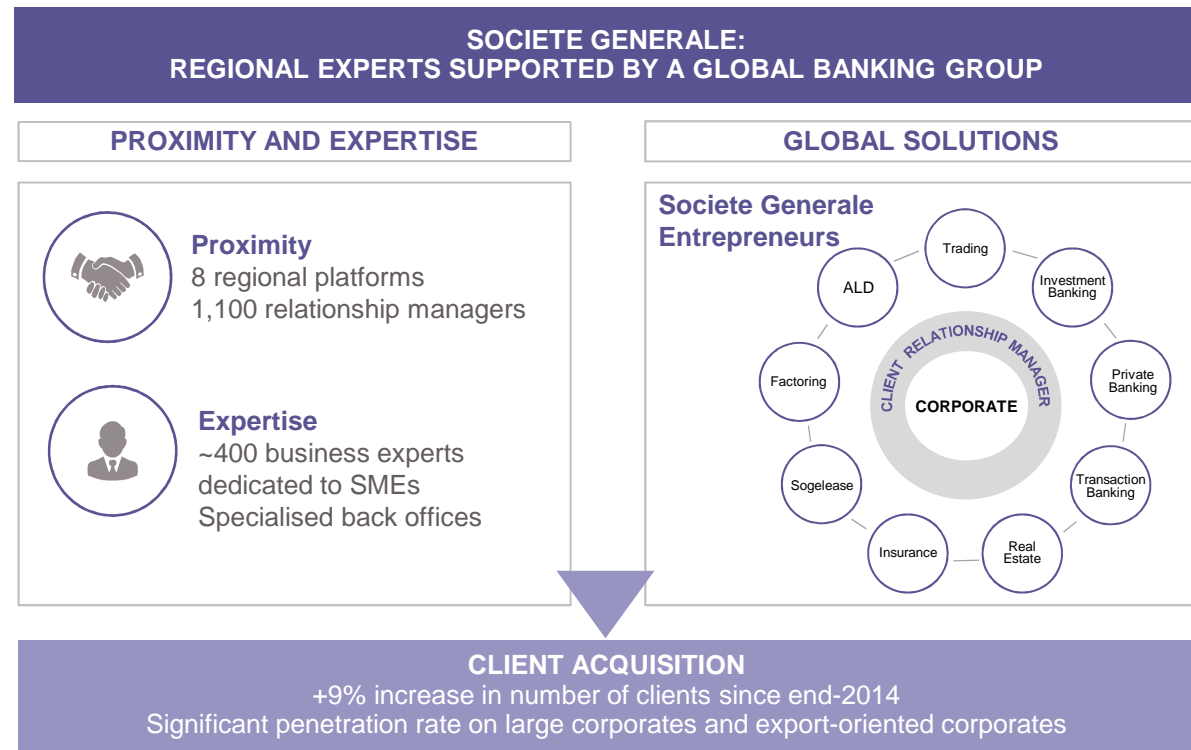 SOCIETE GENERALE:
REGIONAL EXPERTS SUPPORTED BY A GLOBAL BANKING GROUP
PROXIMITY AND EXPERTISE
Proximity
8 regional platforms
1,100 relationship managers
Expertise
~400 business experts
dedicated to SMEs
Specialised back offices
GLOBAL SOLUTIONS
Societe Generale
Entrepreneurs
Trading
Investment
Banking
Private
Banking
Transaction
Banking
Real
Estate
Insurance
Sogelease
Factoring
ALD
CLIENT RELATIONSHIP MANAGER
CORPORATE
CLIENT ACQUISITION
+9% increase in number of clients since end-2014
Significant penetration rate on large corporates and export-oriented corporates